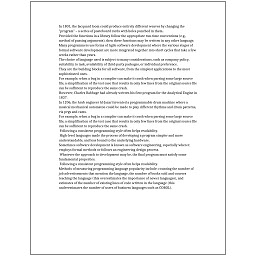 In 1801, the Jacquard loom could produce entirely different weaves by changing the
"program" – a series of pasteboard cards with holes punched in them.
Provided the functions in a library follow the appropriate run-time conventions (e.g.,
method of passing arguments), then these functions may be written in any other language.
Many programmers use forms of Agile software development where the various stages of
formal software development are more integrated together into short cycles that take a few
weeks rather than years.
The choice of language used is subject to many considerations, such as company policy,
suitability to task, availability of third-party packages, or individual preference.
They are the building blocks for all software, from the simplest applications to the most
sophisticated ones.
For example, when a bug in a compiler can make it crash when parsing some large source
file, a simplification of the test case that results in only few lines from the original source file
can be sufficient to reproduce the same crash.
However, Charles Babbage had already written his first program for the Analytical Engine in
1837.
In 1206, the Arab engineer Al-Jazari invented a programmable drum machine where a
musical mechanical automaton could be made to play different rhythms and drum patterns,
via pegs and cams.
For example, when a bug in a compiler can make it crash when parsing some large source
file, a simplification of the test case that results in only few lines from the original source file
can be sufficient to reproduce the same crash.
Following a consistent programming style often helps readability.
High-level languages made the process of developing a program simpler and more
understandable, and less bound to the underlying hardware.
Sometimes software development is known as software engineering, especially when it
employs formal methods or follows an engineering design process.
Whatever the approach to development may be, the final program must satisfy some
fundamental properties.
Following a consistent programming style often helps readability.
Methods of measuring programming language popularity include: counting the number of
job advertisements that mention the language, the number of books sold and courses
teaching the language (this overestimates the importance of newer languages), and
estimates of the number of existing lines of code written in the language (this
underestimates the number of users of business languages such as COBOL).